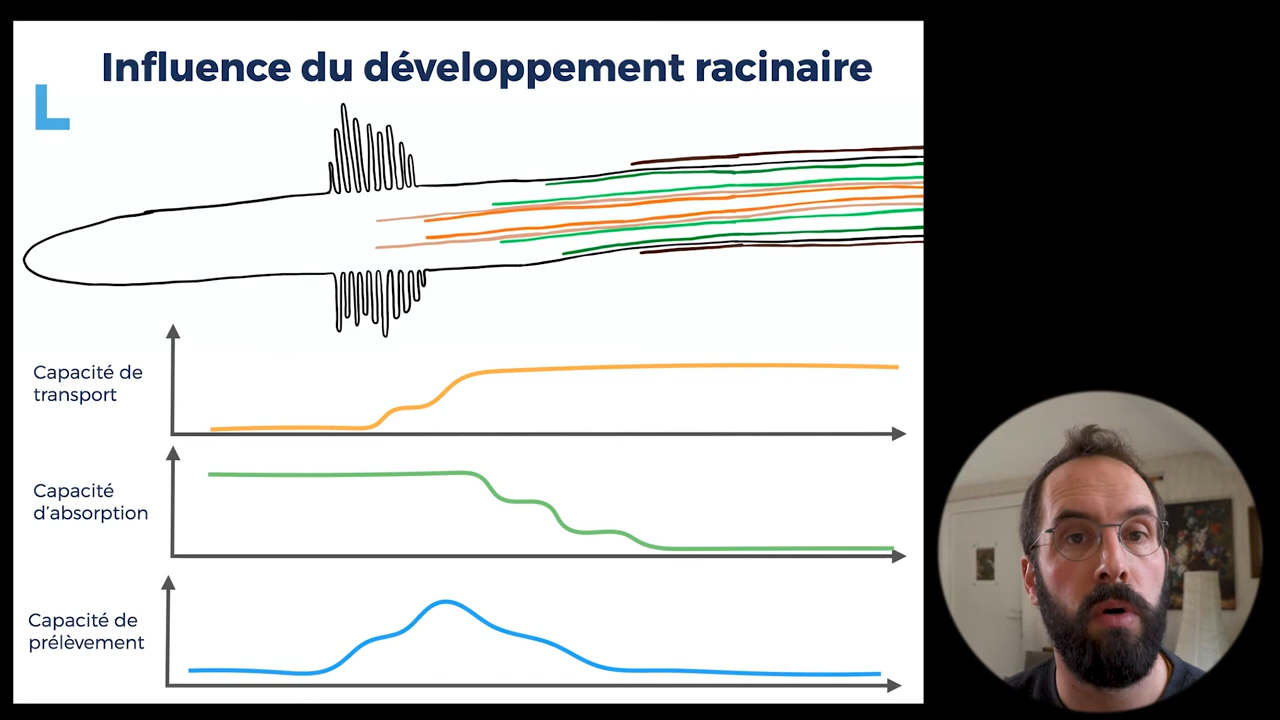 Influence du développement racinaire
Capacité de
transport
Capacité
d'absorption
Capacité de
prélèvement